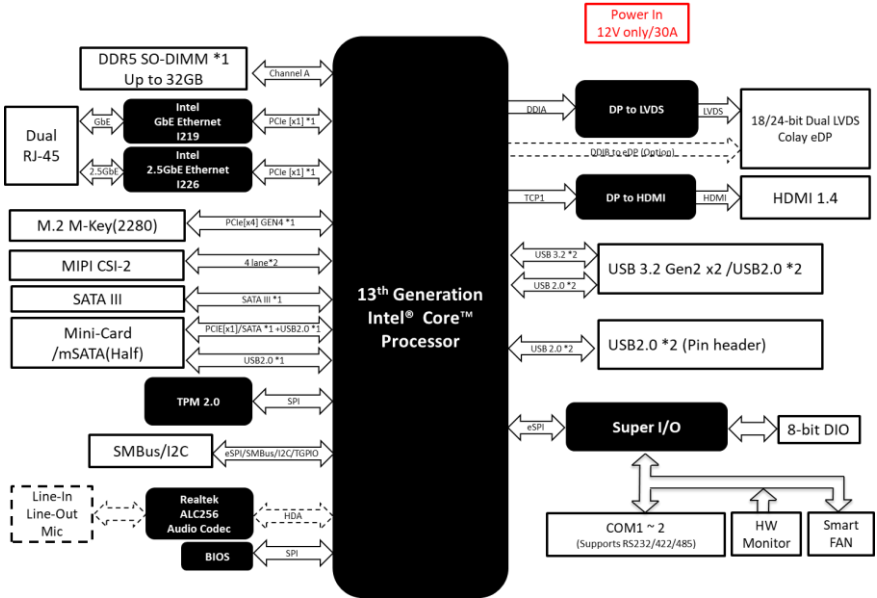 Power In
12V only/30A
DDR5 SO-DIMM *1
Up to 32GB
Channel A
Dual
RJ-45
GbE
Intel
GbE Ethernet
I219
PCIe [x1] *1
2.5GbE
Intel
2.5GbE Ethernet
I226
PCIe [x1] *1
M.2 M-Key(2280)
PCIe[x4] GEN4 *1
MIPI CSI-2
4 lane*2
SATA III
SATA III *1
Mini-Card
/mSATA(Half)
PCIE[x1]/SATA *1 +USB2.0 *1
USB2.0 *1
TPM 2.0
SPI
SMBus/I2C
eSPI/SMBus/I2C/TGPIO
Line-In
Line-Out
Mic
Realtek
ALC256
Audio Codec
HDA
BIOS
SPI
13th Generation
Intel® Core™
Processor
DDIA
DP to LVDS
LVDS
18/24-bit Dual LVDS
Colay eDP
DDIB to eDP (Option)
TCP1
DP to HDMI
HDMI
HDMI 1.4
USB 3.2 *2
USB 2.0 *2
USB 3.2 Gen2 x2 /USB2.0 *2
USB 2.0 *2
USB2.0 *2 (Pin header)
eSPI
Super I/O
8-bit DIO
COM1 ~ 2
(Supports RS232/422/485)
HW
Monitor
Smart
FAN